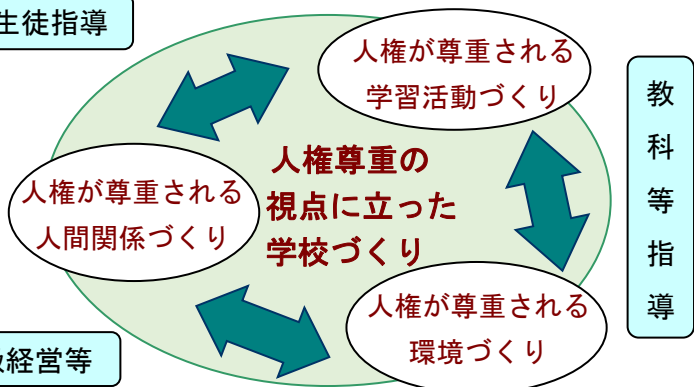 生徒指導
人権が尊重される
学習活動づくり
教科等指導
人権尊重の
視点に立った
学校づくり
人権が尊重される
人間関係づくり
人権が尊重される
環境づくり
経営等